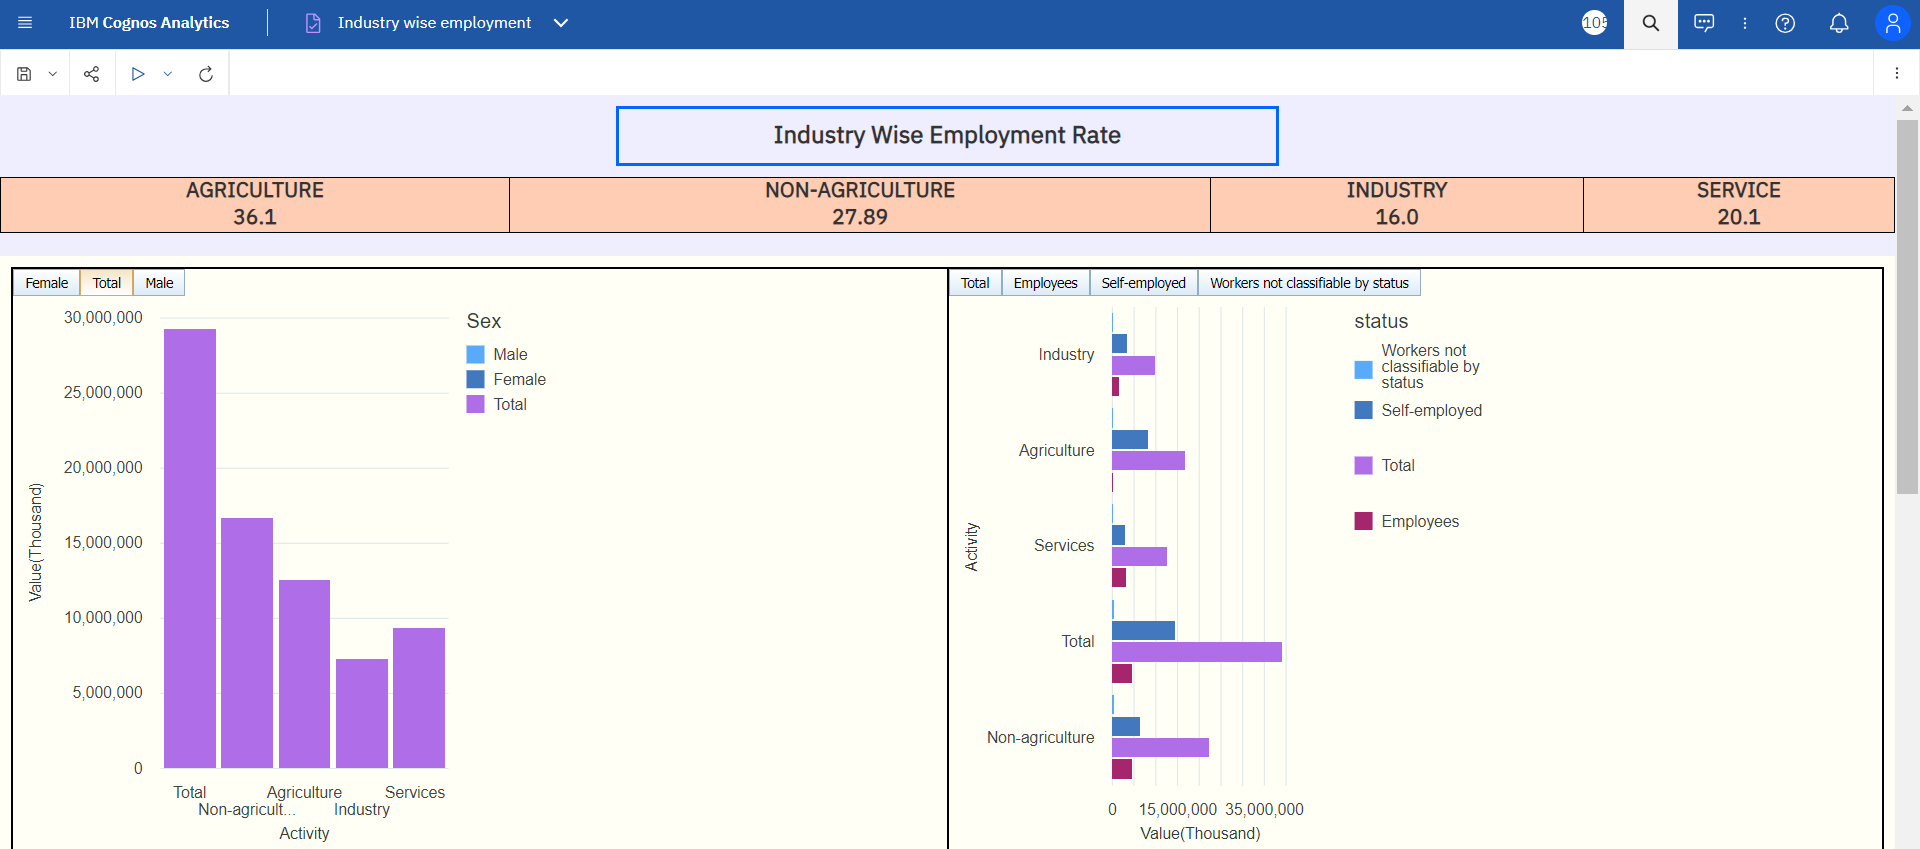 IBM Cognos Analytics
Industry wise employment
105
Industry Wise Employment Rate
AGRICULTURE
36.1
NON-AGRICULTURE
27.89
INDUSTRY
16.0
SERVICE
20.1
Female Total Male
30,000,000
25,000,000
20,000,000
15,000,000
10,000,000
5,000,000
0
Value(Thousand)
Total
Non-agricult...
Agriculture
Industry
Services
Activity
Sex
Male
Female
Total
Total Employees Self-employed Workers not classifiable by status
Activity
Industry
Agriculture
Services
Total
Non-agriculture
0 15,000,000 35,000,000
Value(Thousand)
status
Workers not
classifiable by
status
Self-employed
Total
Employees